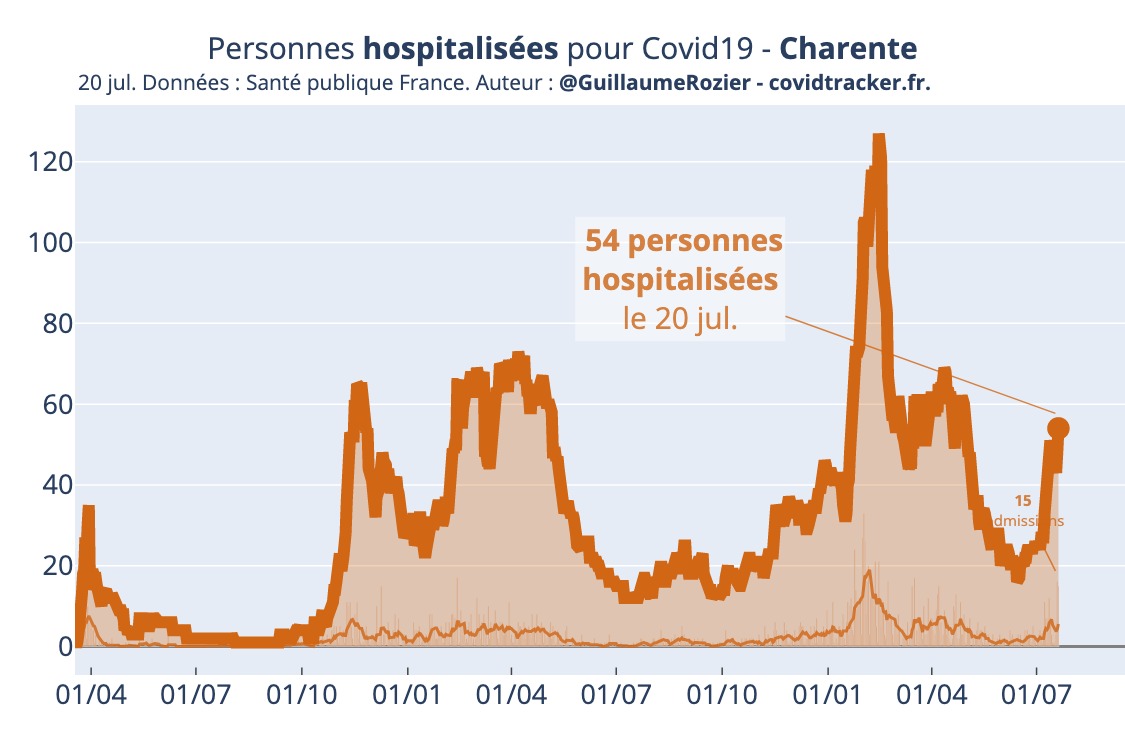 Personnes hospitalisées pour Covid19 - Charente
20 jul. Données : Santé publique France. Auteur : @GuillaumeRozier - covidtracker.fr.
120
100
80
60
40
20
0
54 personnes
hospitalisées
le 20 jul.
15
dmissions
01/04 01/07 01/10 01/01 01/04 01/07 01/10 01/01 01/04 01/07